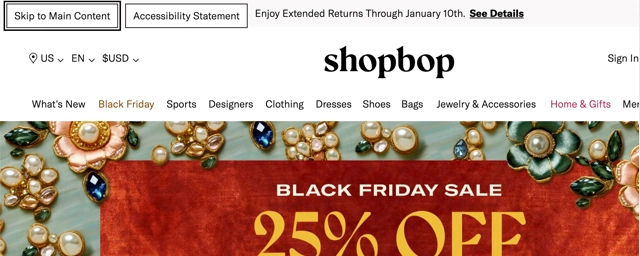 Skip to Main Content
Accessibility Statement
Enjoy Extended Returns Through January 10th. See Details
US
EN
$USD
shopbop
Sign In
What's New
Black Friday
Sports
Designers
Clothing
Dresses
Shoes
Bags
Jewelry & Accessories
Home & Gifts
BLACK FRIDAY SALE
25% OFF